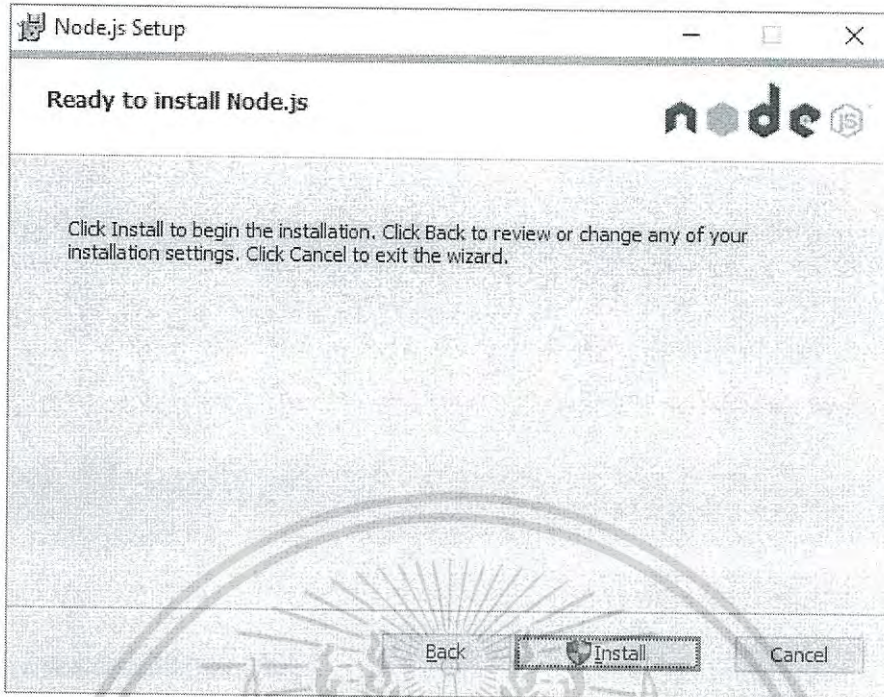 Node.js Setup
Ready to install Node.js
node JS
Click Install to begin the installation. Click Back to review or change any of your
installation settings. Click Cancel to exit the wizard.
Back Install Cancel